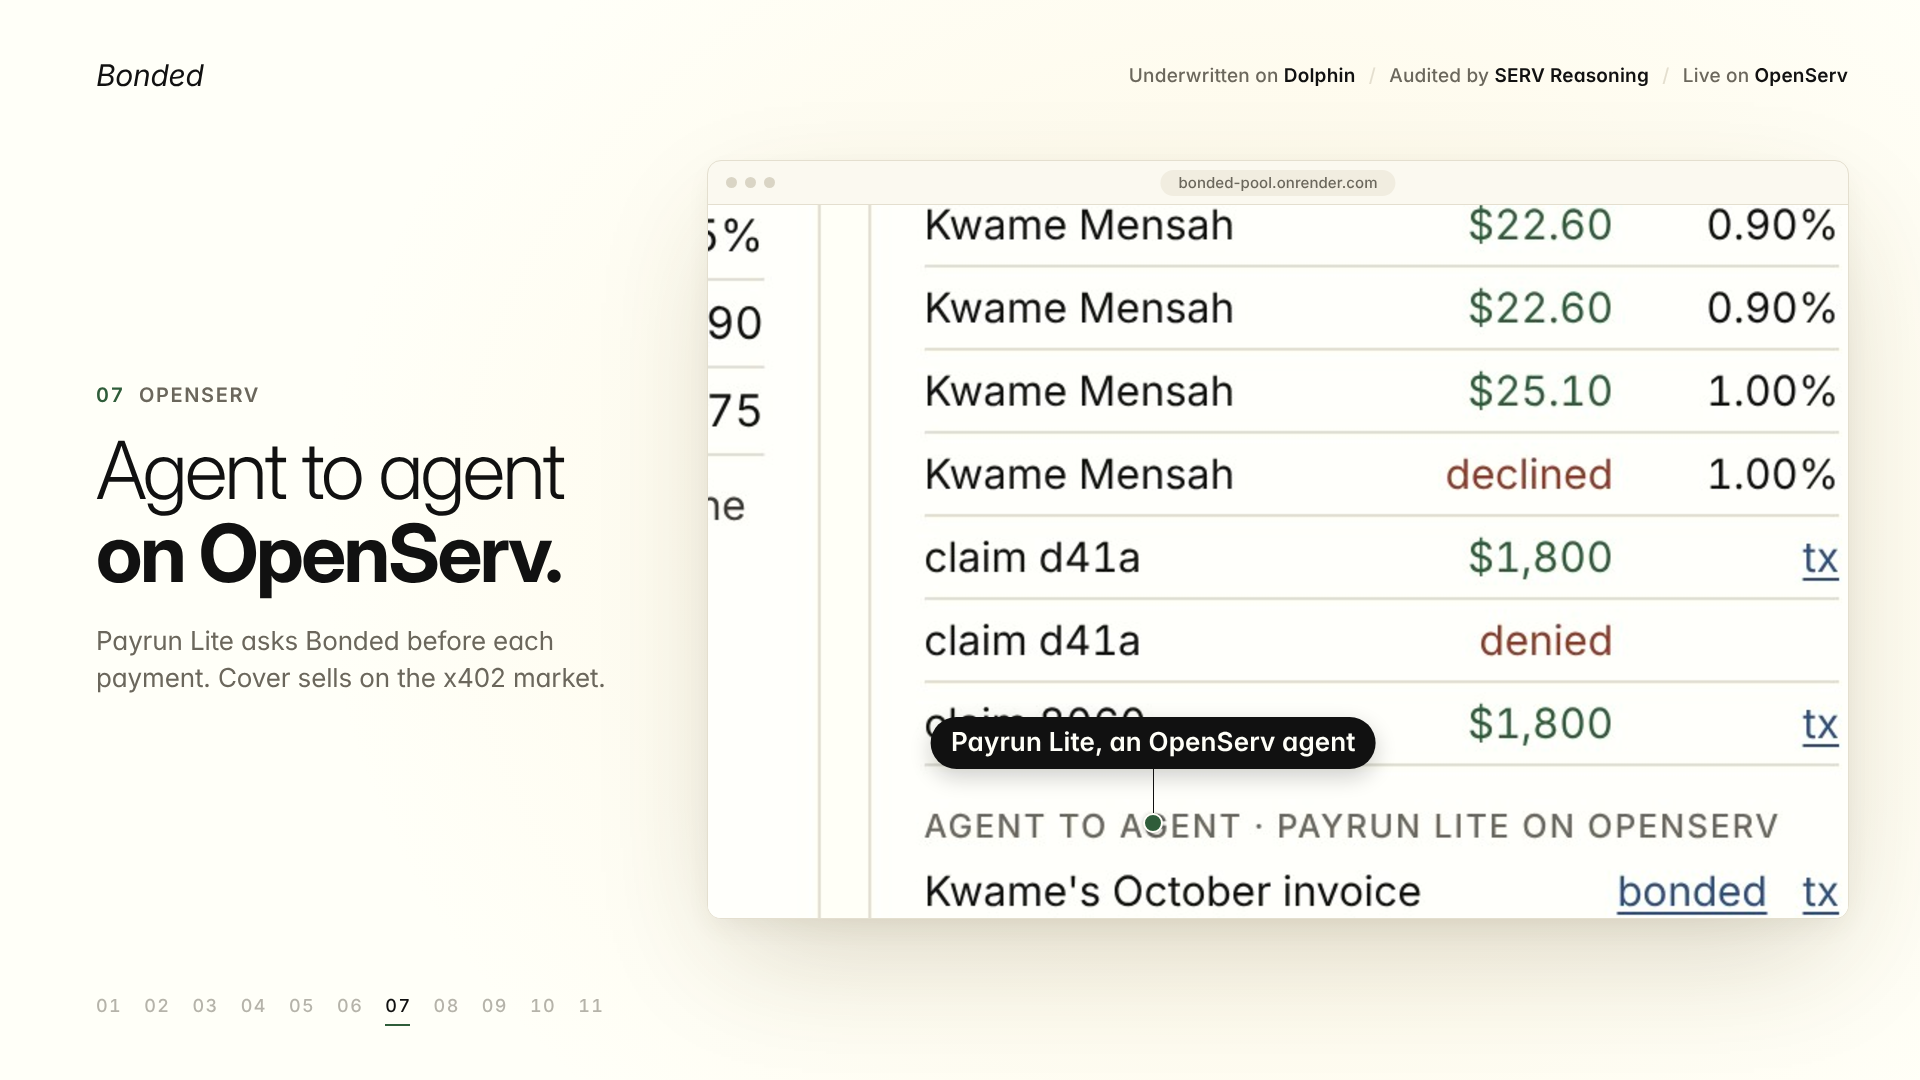 Bonded
Underwritten on Dolphin / Audited by SERV Reasoning / Live on OpenServ
bonded-pool.onrender.com
07 OPENSERV
Agent to agent
on OpenServ.
Payrun Lite asks Bonded before each
payment. Cover sells on the x402 market.
5%
90
75
Kwame Mensah $22.60 0.90%
Kwame Mensah $22.60 0.90%
Kwame Mensah $25.10 1.00%
Kwame Mensah declined 1.00%
claim d41a $1,800 tx
claim d41a denied
claim $1,800 tx
Payrun Lite, an OpenServ agent
AGENT TO AGENT · PAYRUN LITE ON OPENSERV
Kwame's October invoice bonded tx
01 02 03 04 05 06 07 08 09 10 11